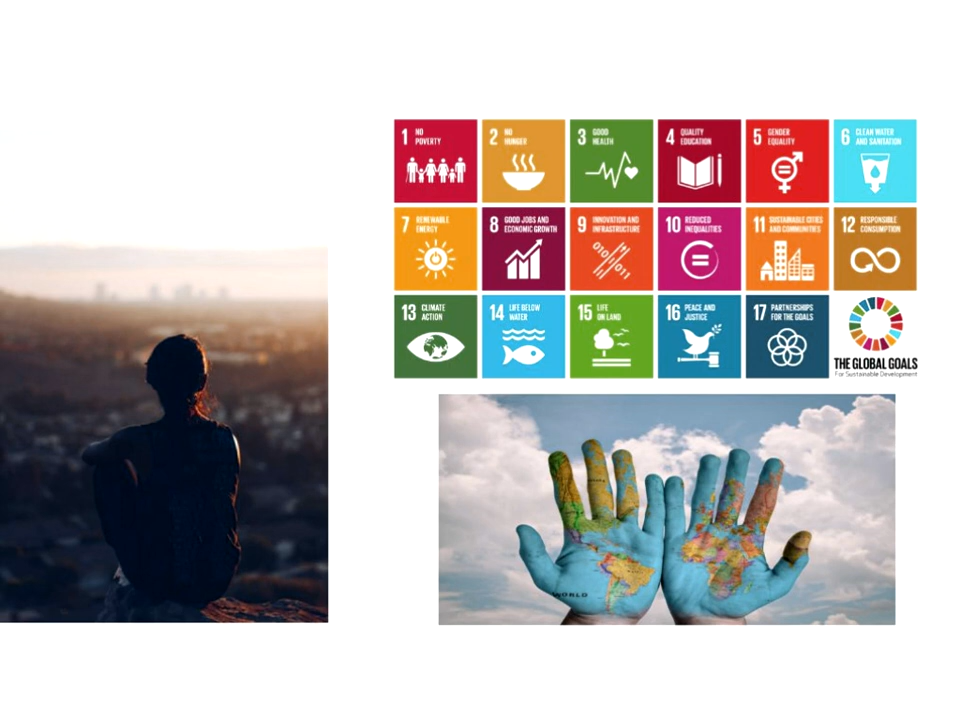 1 NO
POVERTY
2 NO
HUNGER
3 GOOD
HEALTH
4 QUALITY
EDUCATION
5 GENDER
EQUALITY
6 CLEAN WATER
AND SANITATION
7 RENEWABLE
ENERGY
8 GOOD JOBS AND
ECONOMIC GROWTH
9 INNOVATION AND
INFRASTRUCTURE
10 REDUCED
INEQUALITIES
11 SUSTAINABLE CITIES
AND COMMUNITIES
12 RESPONSIBLE
CONSUMPTION
13 CLIMATE
ACTION
14 LIFE BELOW
WATER
15 LIFE
ON LAND
16 PEACE AND
JUSTICE
17 PARTNERSHIPS
FOR THE GOALS
THE GLOBAL GOALS
For Sustainable Development
WORLD